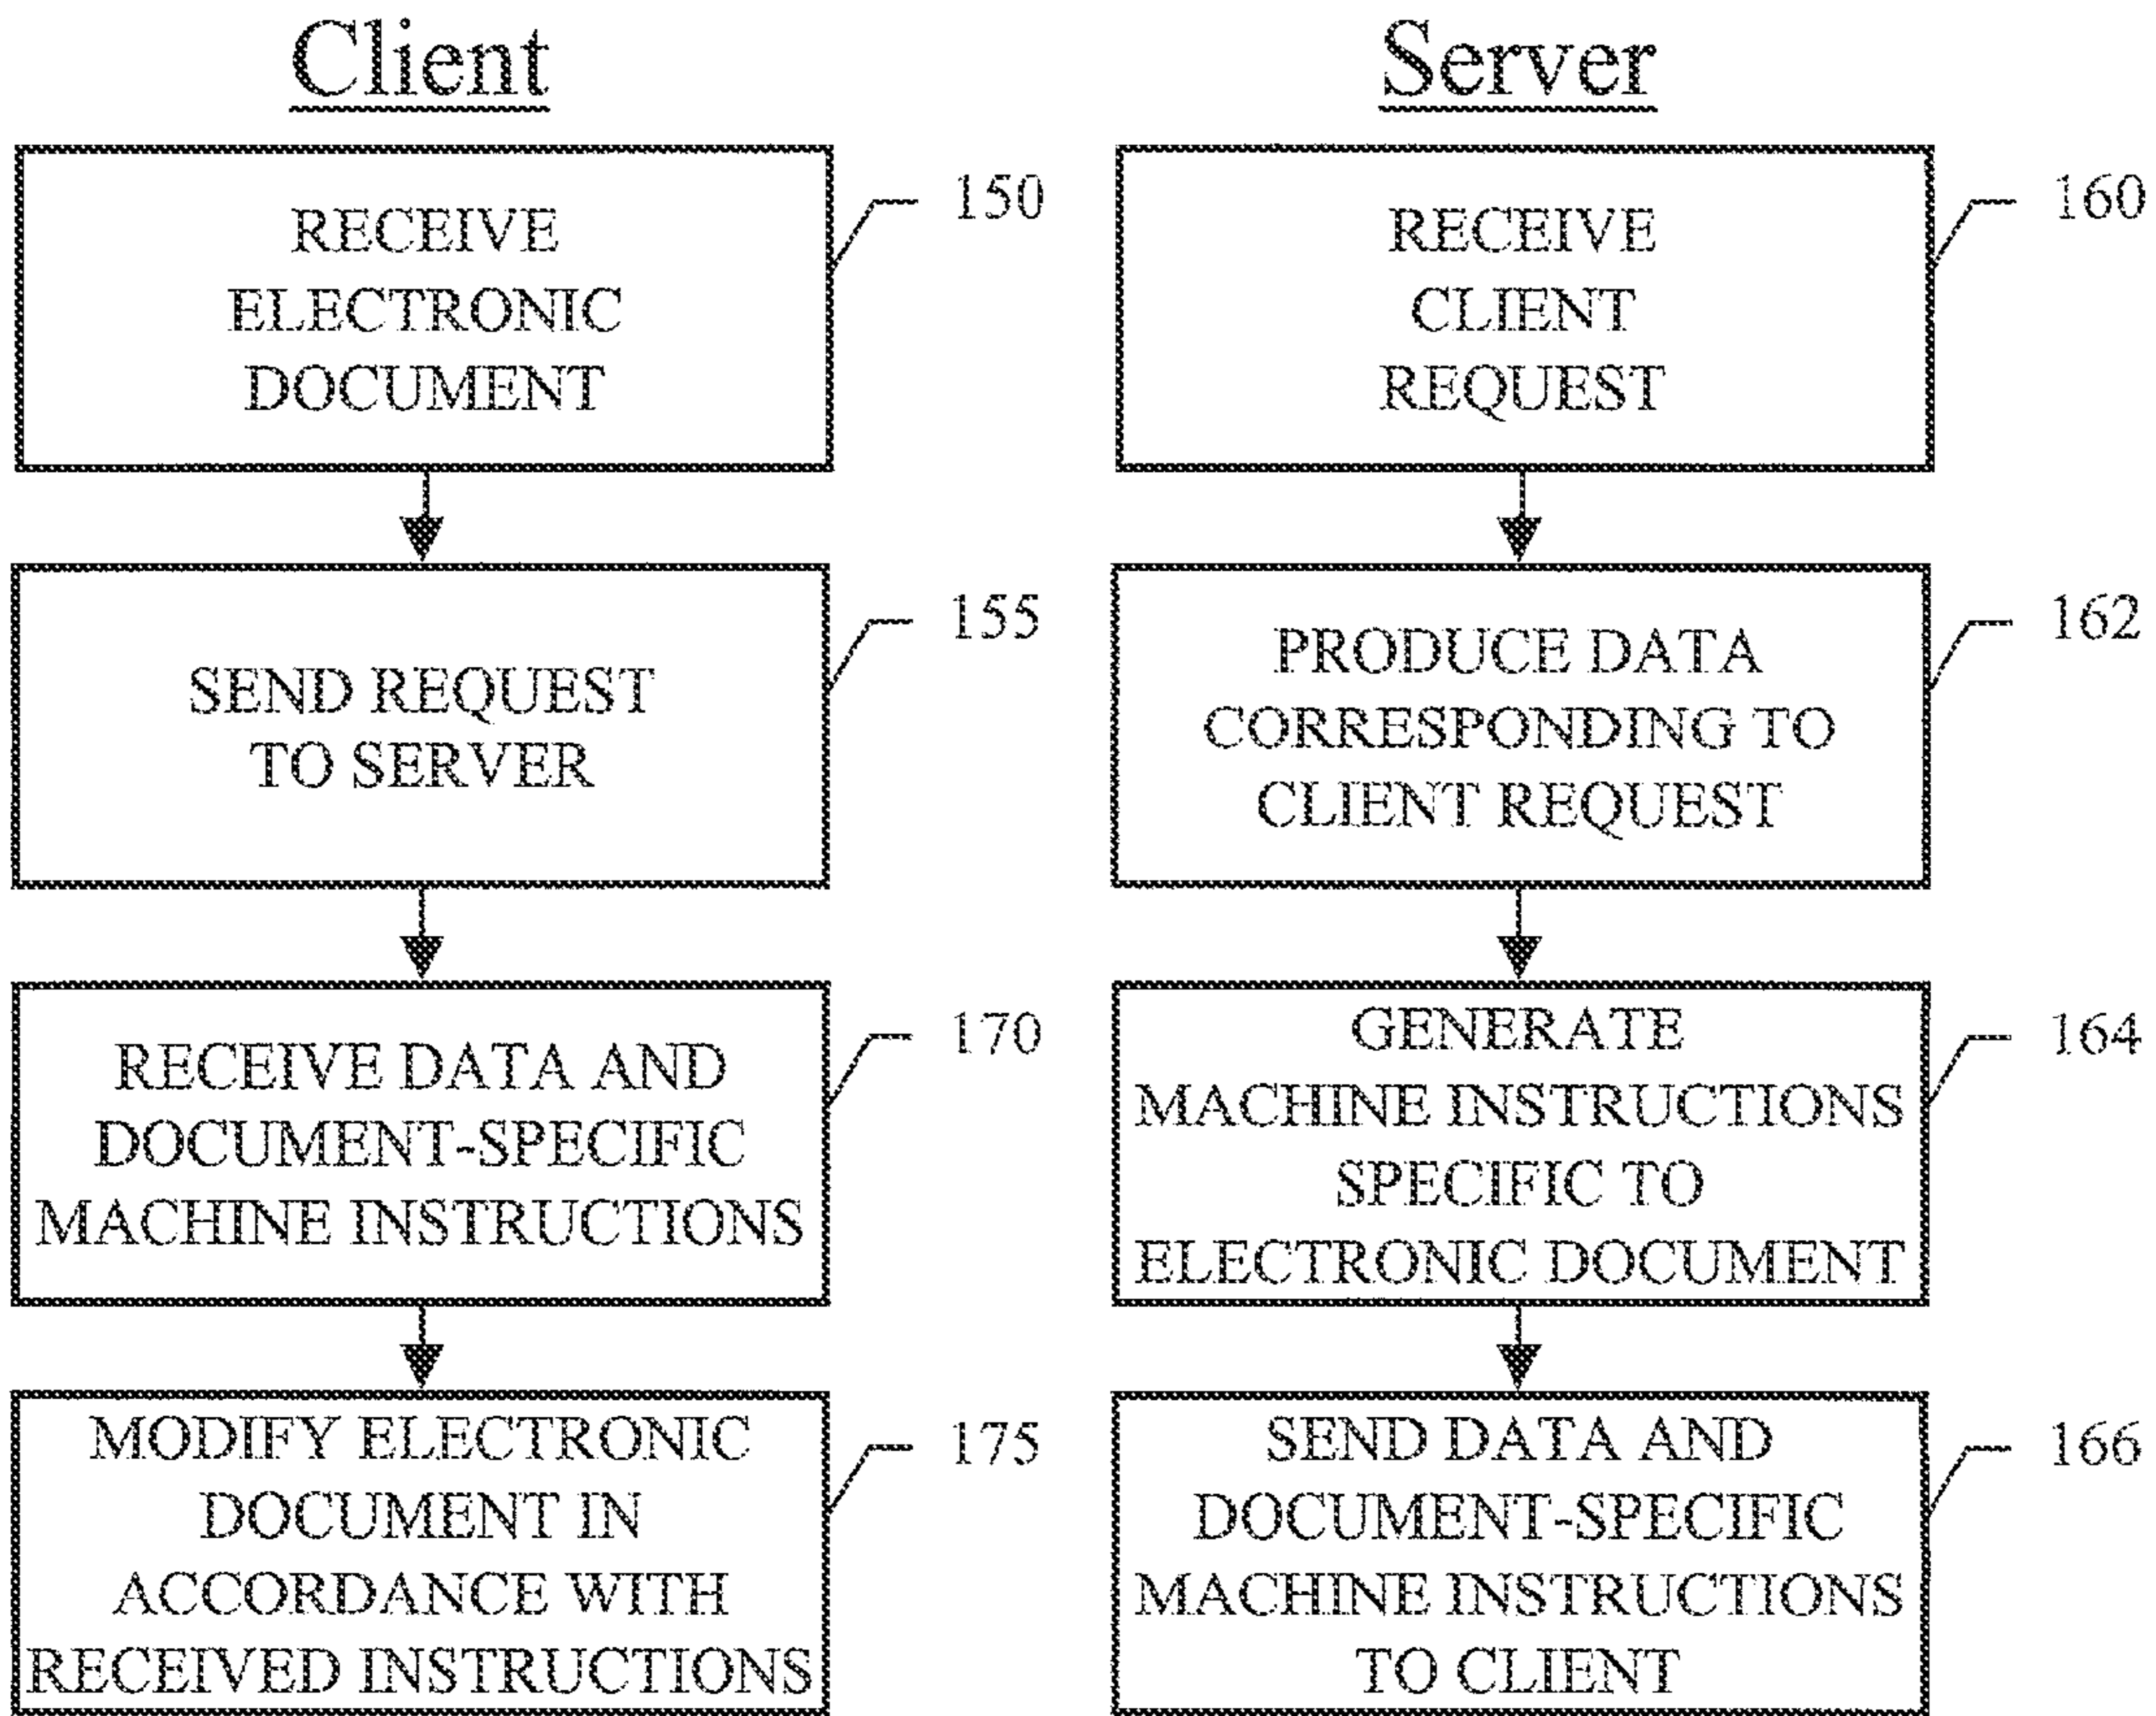 Client
RECEIVE
ELECTRONIC
DOCUMENT
150
SEND REQUEST
TO SERVER
155
RECEIVE DATA AND
DOCUMENT-SPECIFIC
MACHINE INSTRUCTIONS
170
MODIFY ELECTRONIC
DOCUMENT IN
ACCORDANCE WITH
RECEIVED INSTRUCTIONS
175
Server
RECEIVE
CLIENT
REQUEST
160
PRODUCE DATA
CORRESPONDING TO
CLIENT REQUEST
162
GENERATE
MACHINE INSTRUCTIONS
SPECIFIC TO
ELECTRONIC DOCUMENT
164
SEND DATA AND
DOCUMENT-SPECIFIC
MACHINE INSTRUCTIONS
TO CLIENT
166